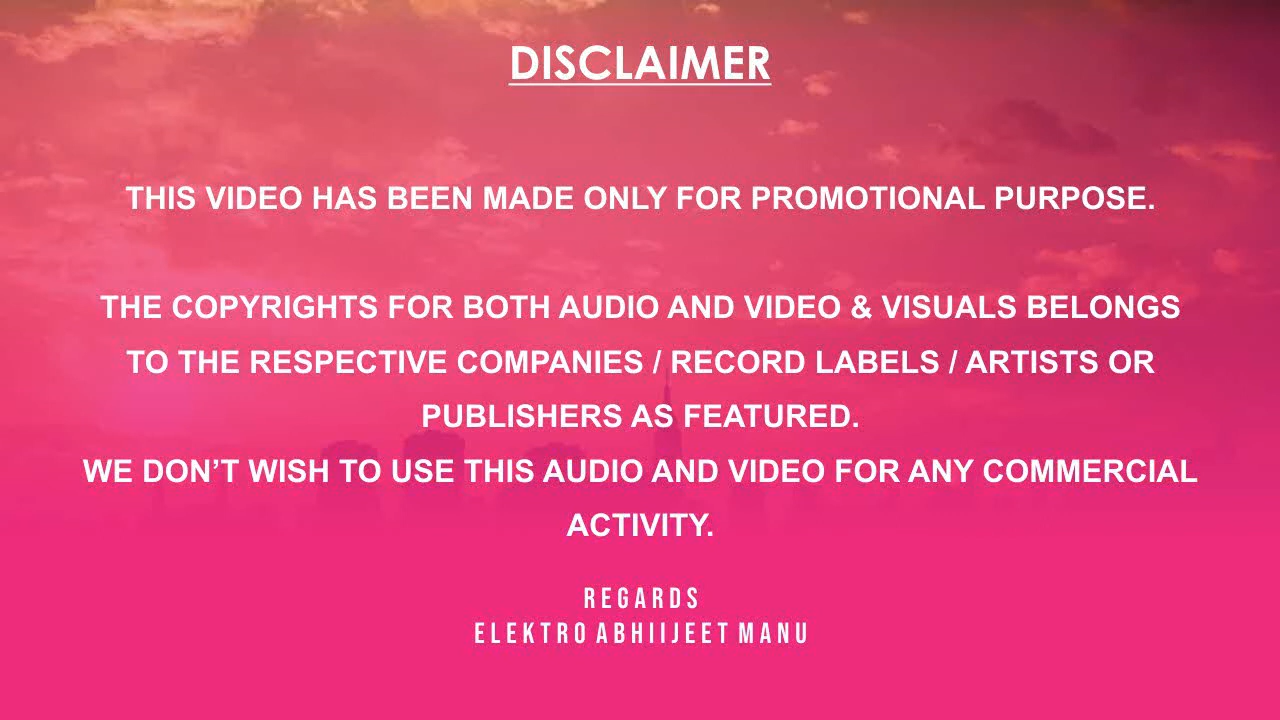 DISCLAIMER
THIS VIDEO HAS BEEN MADE ONLY FOR PROMOTIONAL PURPOSE.
THE COPYRIGHTS FOR BOTH AUDIO AND VIDEO & VISUALS BELONGS
TO THE RESPECTIVE COMPANIES / RECORD LABELS / ARTISTS OR
PUBLISHERS AS FEATURED.
WE DON’T WISH TO USE THIS AUDIO AND VIDEO FOR ANY COMMERCIAL
ACTIVITY.
REGARDS
ELEKTRO ABHIIJEET MANU